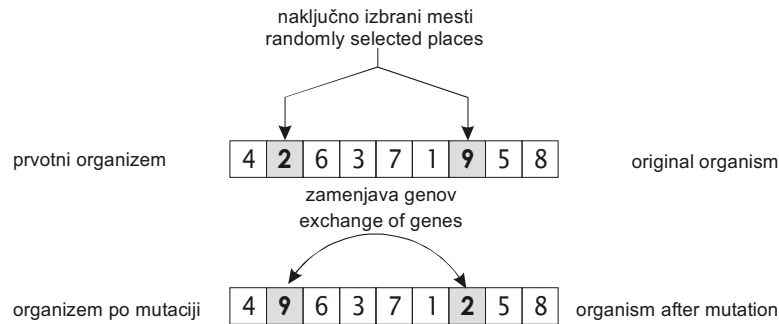 naključno izbrani mesti
randomly selected places
prvotni organizem 4 2 6 3 7 1 9 5 8 original organism
zamenjava genov
exchange of genes
organizem po mutaciji 4 9 6 3 7 1 2 5 8 organism after mutation